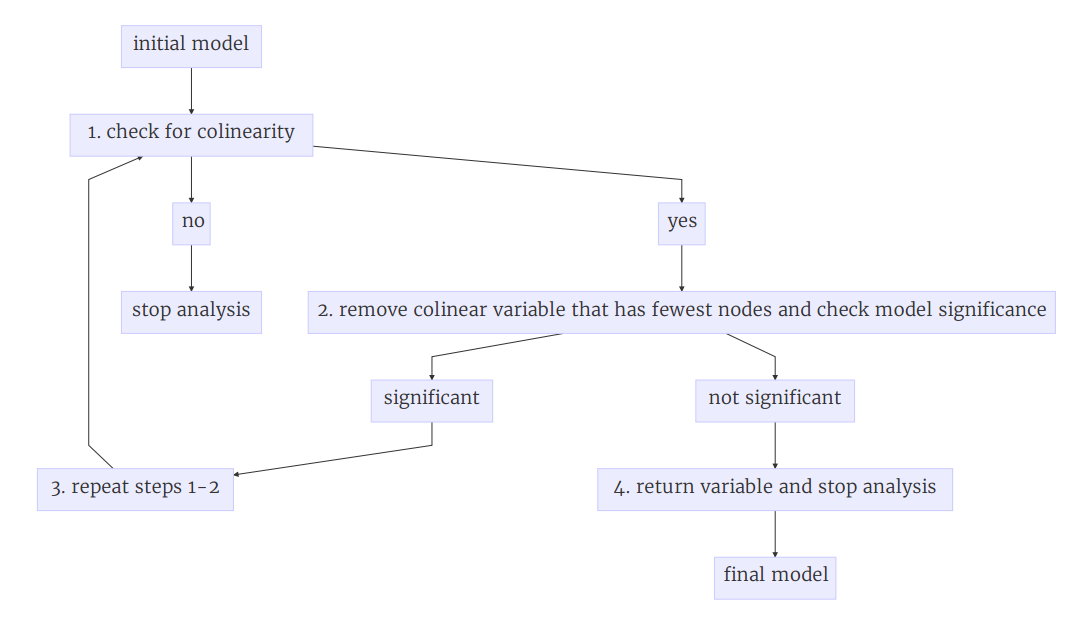 initial model
1. check for colinearity
no
yes
stop analysis
2. remove colinear variable that has fewest nodes and check model significance
significant
not significant
3. repeat steps 1-2
4. return variable and stop analysis
final model